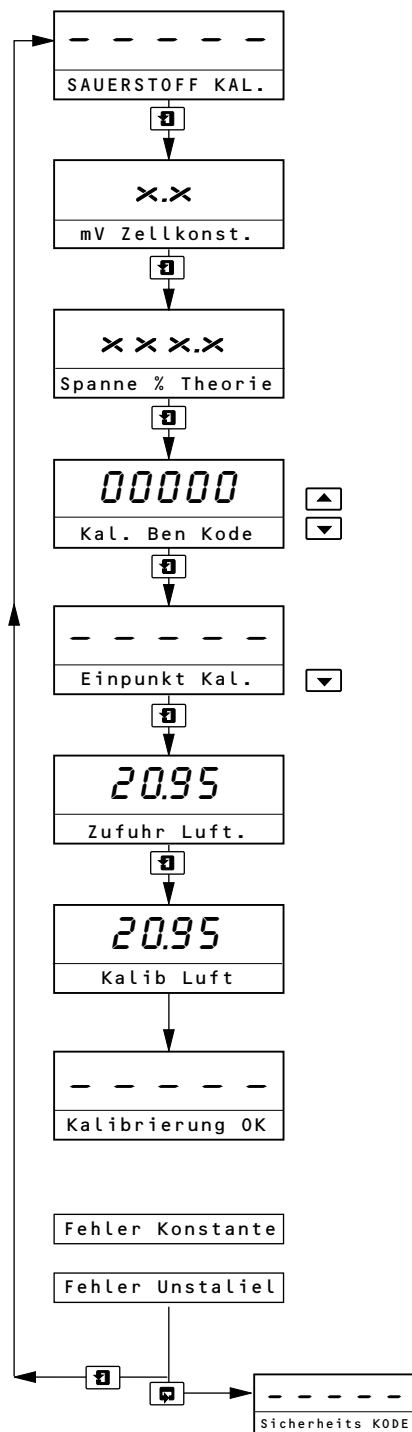 – – – – –
SAUERSTOFF KAL.
x.x
mV Zellkonst.
x x x.x
Spanne % Theorie
00000
Kal. Ben Kode
– – – – –
Einpunkt Kal.
20.95
Zufuhr Luft.
20.95
Kalib Luft
– – – – –
Kalibrierung OK
Fehler Konstante
Fehler Unstaliel
– – – – –
Sicherheits KODE